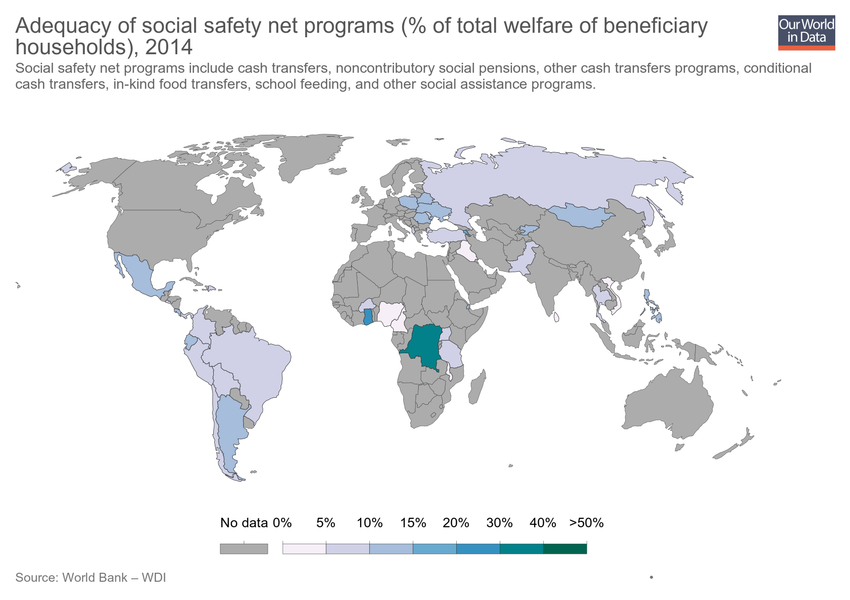 Adequacy of social safety net programs (% of total welfare of beneficiary
households), 2014
Our World
in Data
Social safety net programs include cash transfers, noncontributory social pensions, other cash transfers programs, conditional
cash transfers, in-kind food transfers, school feeding, and other social assistance programs.
No data 0% 5% 10% 15% 20% 30% 40% >50%
Source: World Bank – WDI